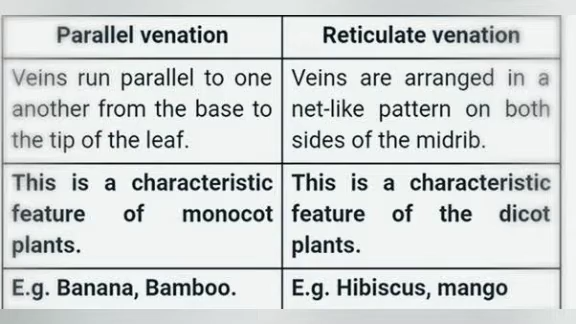 Parallel venation
Reticulate venation
Veins run parallel to one
another from the base to
the tip of the leaf.
Veins are arranged in a
net-like pattern on both
sides of the midrib.
This is a characteristic
feature of monocot
plants.
This is a characteristic
feature of the dicot
plants.
E.g. Banana, Bamboo.
E.g. Hibiscus, mango